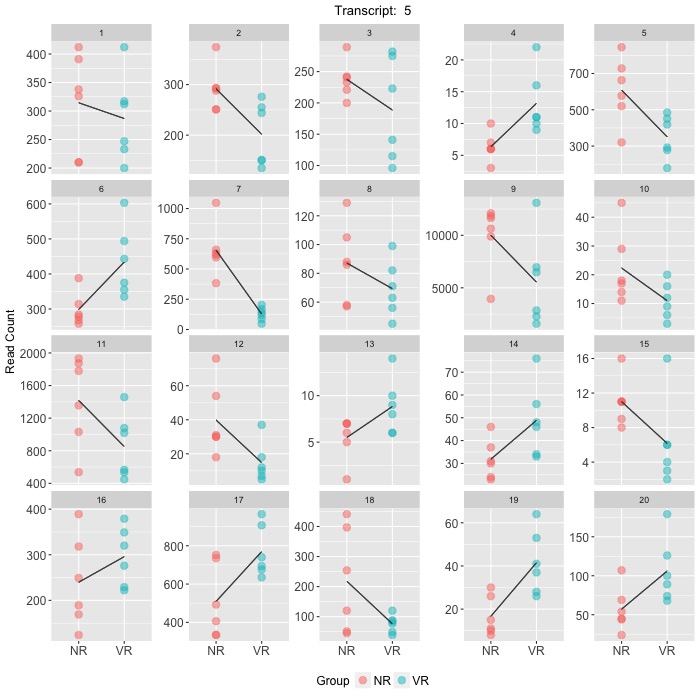 Transcript: 5
1 2 3 4 5
400 350 300 250 200
300 200
250 200 150 100
20 15 10 5
700 500 300
6 7 8 9 10
600 500 400 300
1000 750 500 250 0
120 100 80 60
10000 5000
40 30 20 10
Read Count
11 12 13 14 15
2000 1600 1200 800 400
60 40 20
10 5
70 60 50 40 30
16 12 8 4
16 17 18 19 20
400 300 200
800 600 400
400 300 200 100
60 40 20
150 100 50
NR VR NR VR NR VR NR VR NR VR
Group NR VR